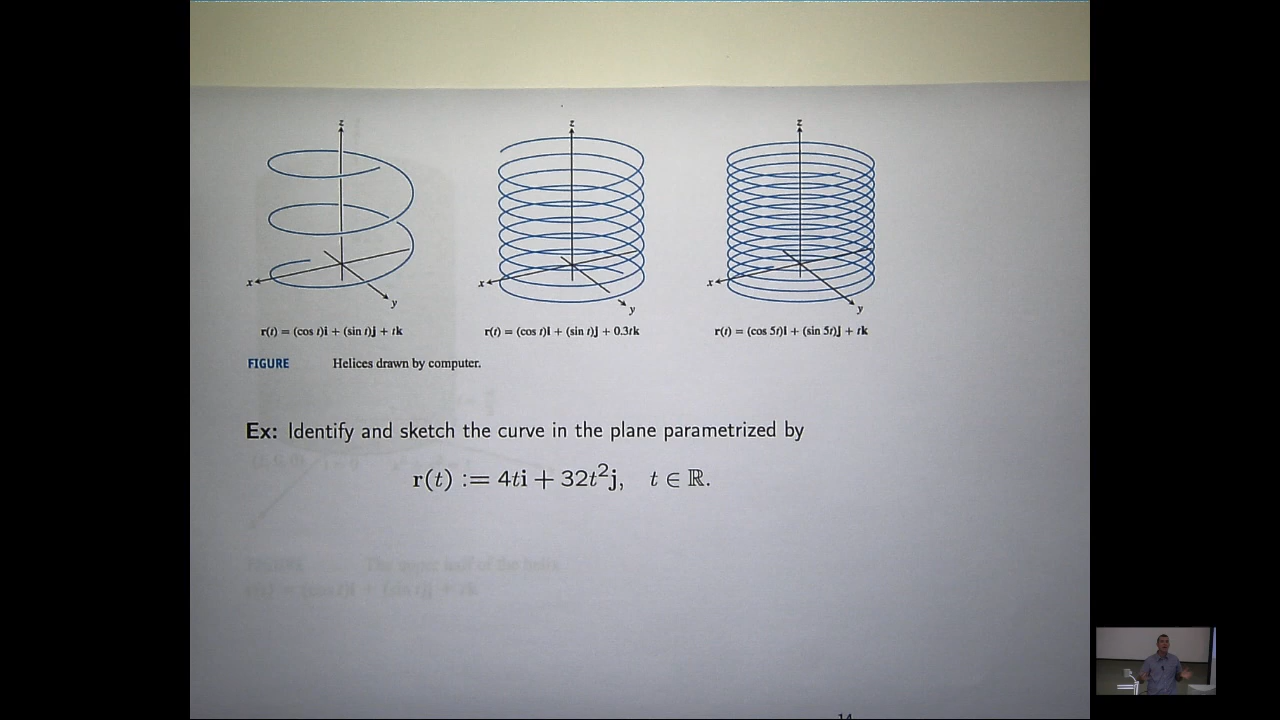 z
z
z
x
y
x
y
x
y
r(t) = (cos t)i + (sin t)j + tk
r(t) = (cos t)i + (sin t)j + 0.3tk
r(t) = (cos 5t)i + (sin 5t)j + tk
FIGURE Helices drawn by computer.
Ex: Identify and sketch the curve in the plane parametrized by
r(t) := 4ti + 32t²j, t ∈ ℝ.
14